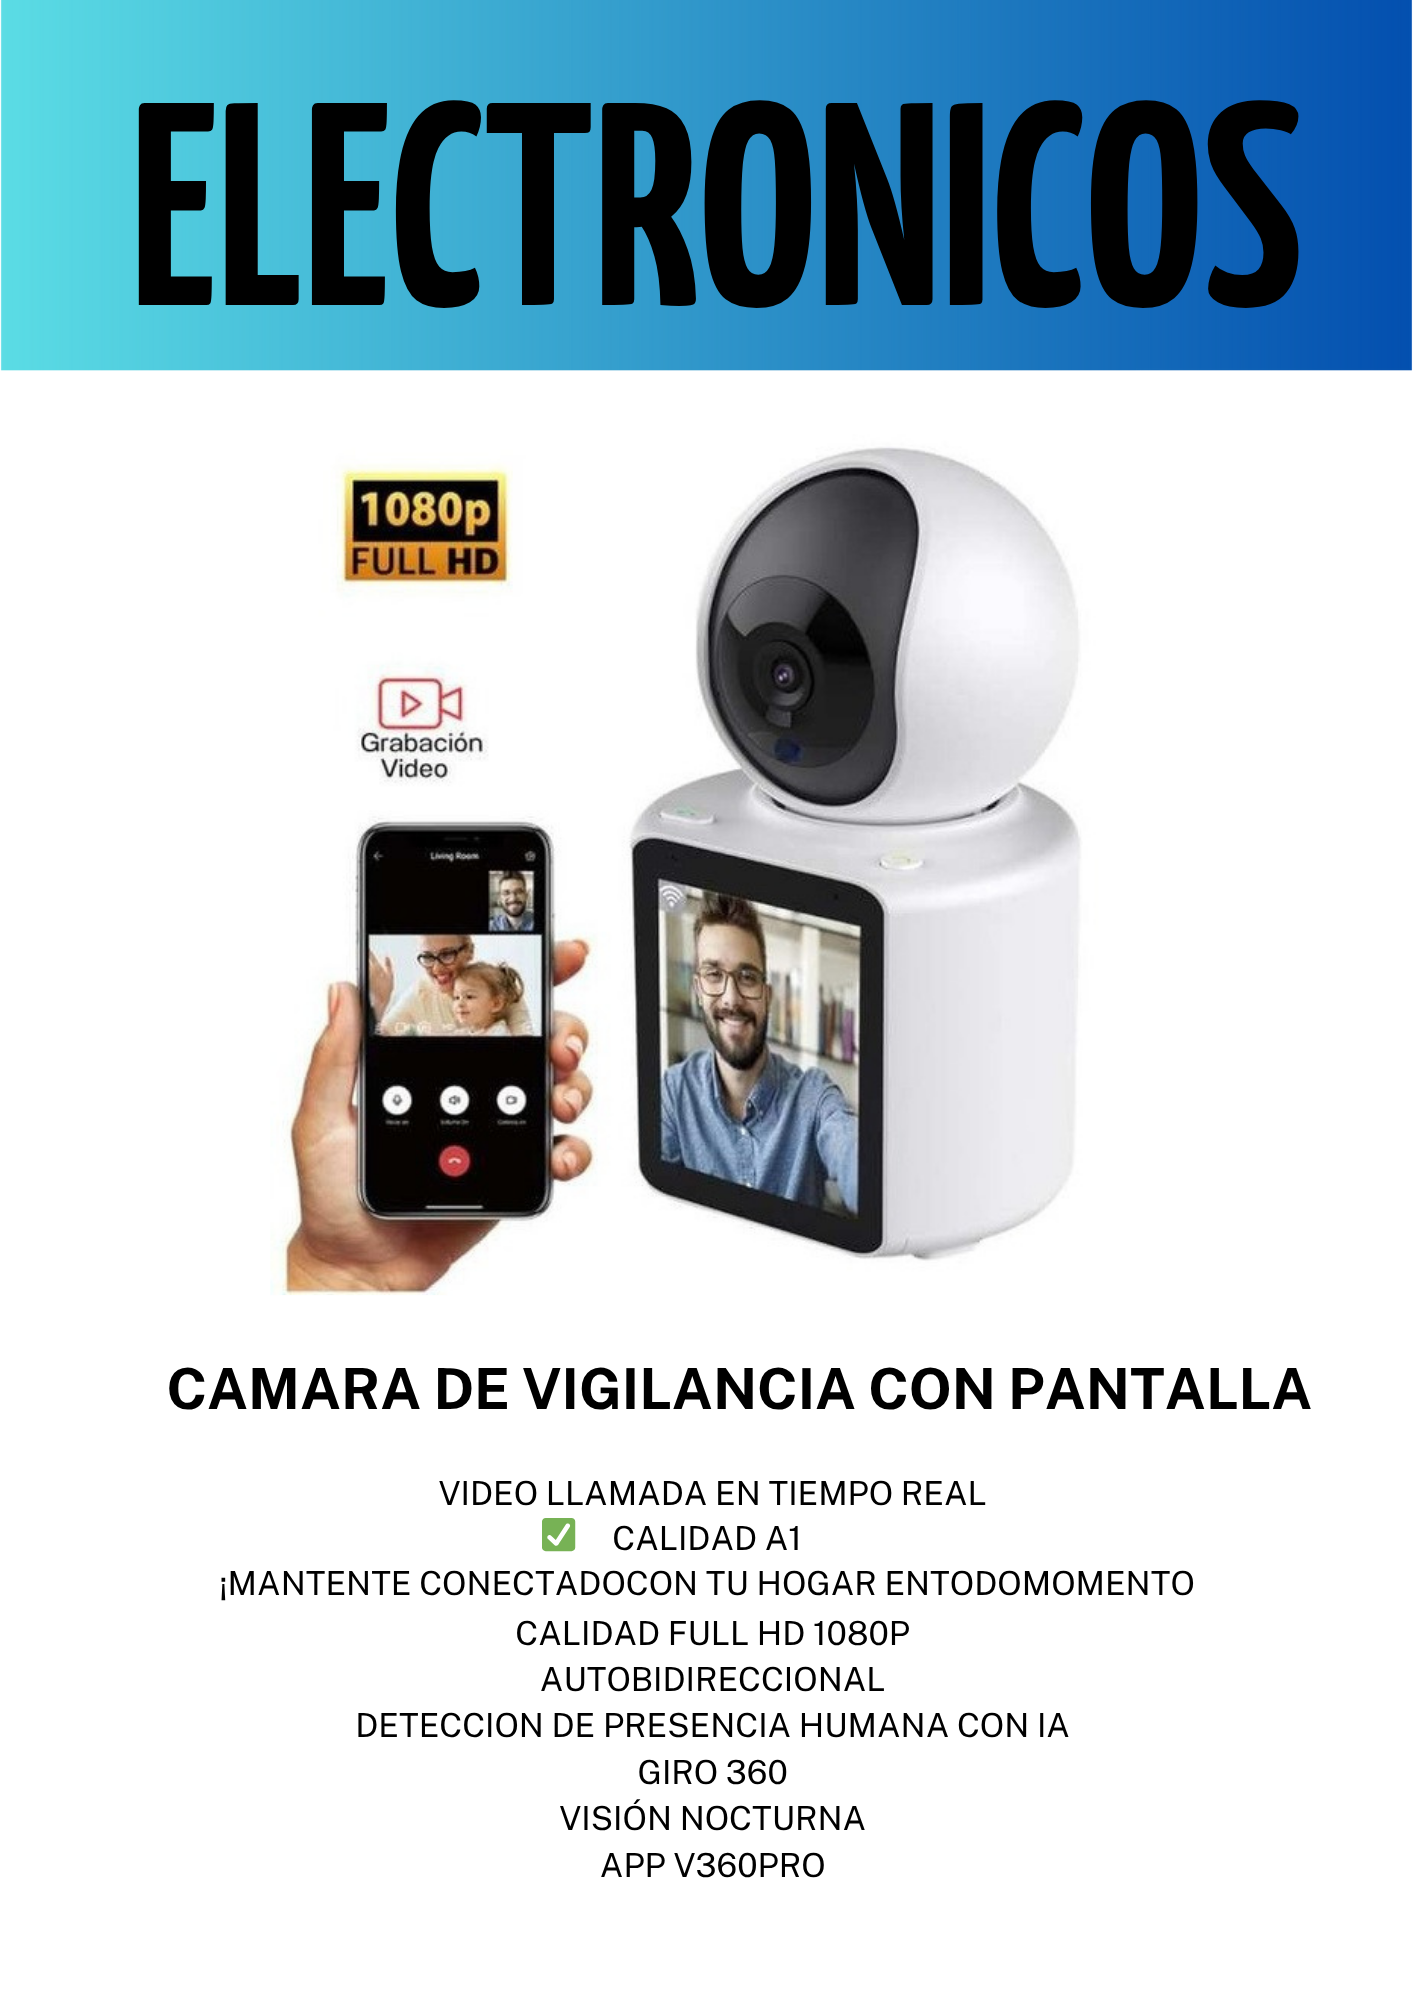 ELECTRONICOS
1080p
FULL HD
Grabación
Video
Living Room
CAMARA DE VIGILANCIA CON PANTALLA
VIDEO LLAMADA EN TIEMPO REAL
✅ CALIDAD A1
¡MANTENTE CONECTADOCON TU HOGAR ENTODOMOMENTO
CALIDAD FULL HD 1080P
AUTOBIDIRECCIONAL
DETECCION DE PRESENCIA HUMANA CON IA
GIRO 360
VISIÓN NOCTURNA
APP V360PRO